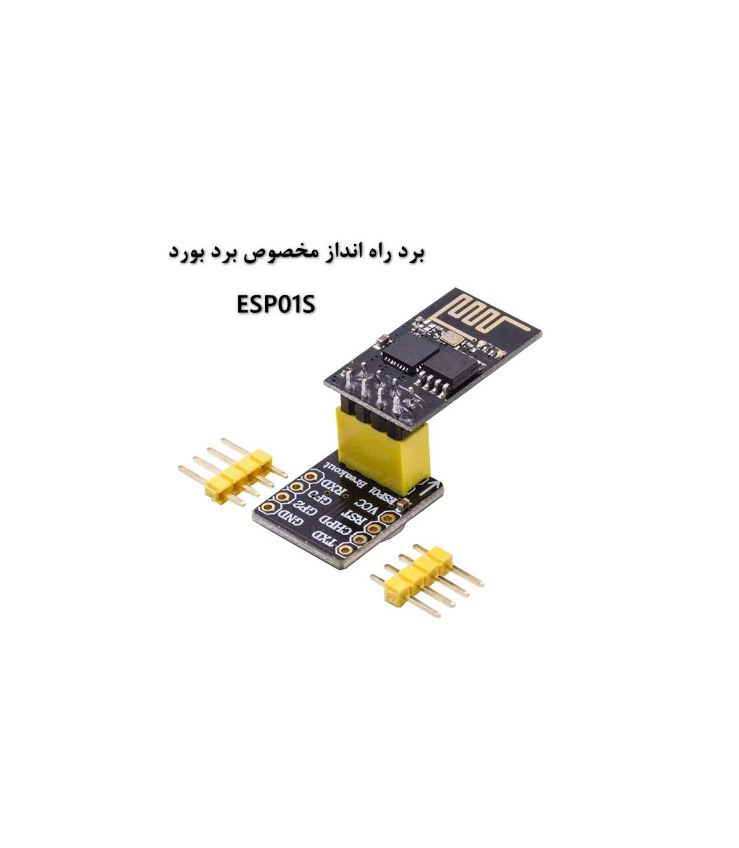 برد راه انداز مخصوص برد بورد
ESP01S
ESP01 Breakout
RXD
GP0
GP2
GND
VCC
RST
CHPD
TXD